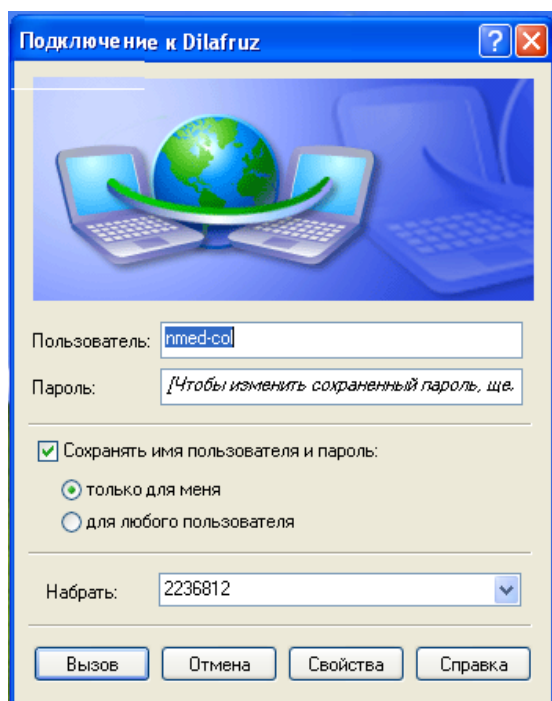 Подключение к Dilafruz
Пользователь: nmed-col
Пароль: [Чтобы изменить сохраненный пароль, ще.
Сохранять имя пользователя и пароль:
только для меня
для любого пользователя
Набрать: 2236812
Вызов Отмена Свойства Справка